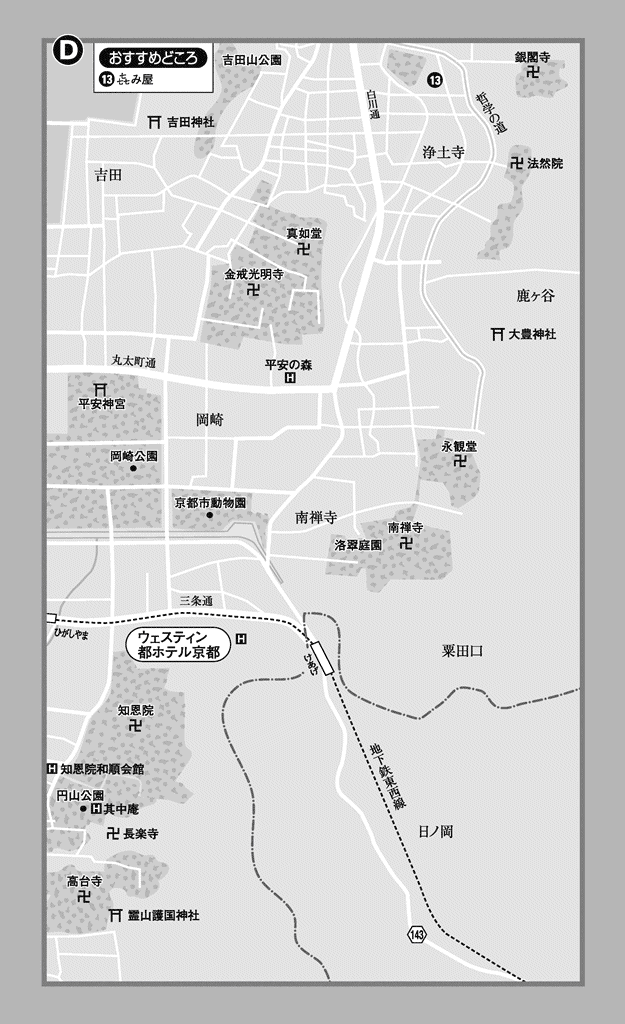 D
おすすめどころ
13 き み屋
吉田山公園
銀閣寺
13
白川通
哲学の道
吉田神社
浄土寺
法然院
吉田
真如堂
金戒光明寺
鹿ヶ谷
大豊神社
丸太町通
平安の森
H
平安神宮
岡崎
永観堂
岡崎公園
京都市動物園
南禅寺
南禅寺
洛翠庭園
三条通
ひがしやま
ウェスティン
都ホテル京都
H
けあげ
粟田口
知恩院
地下鉄東西線
H 知恩院和順会館
円山公園
H 其中庵
長楽寺
日ノ岡
高台寺
霊山護国神社
143